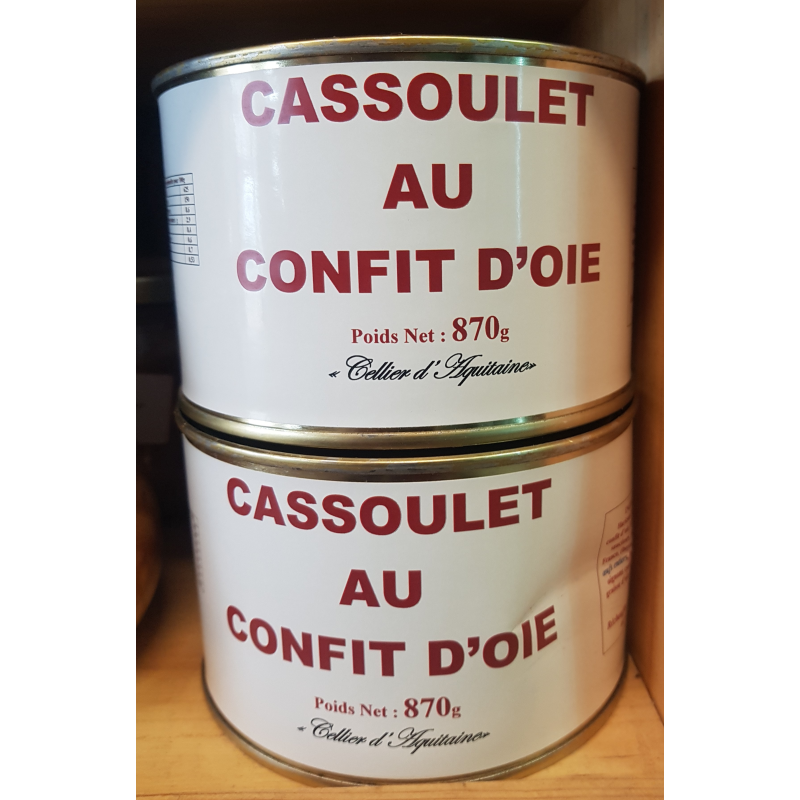 CASSOULET
AU
CONFIT D'OIE
Poids Net : 870g
« Cellier d'Aquitaine»
CASSOULET
AU
CONFIT D'OIE
Poids Net : 870g
« Cellier d'Aquitaine»